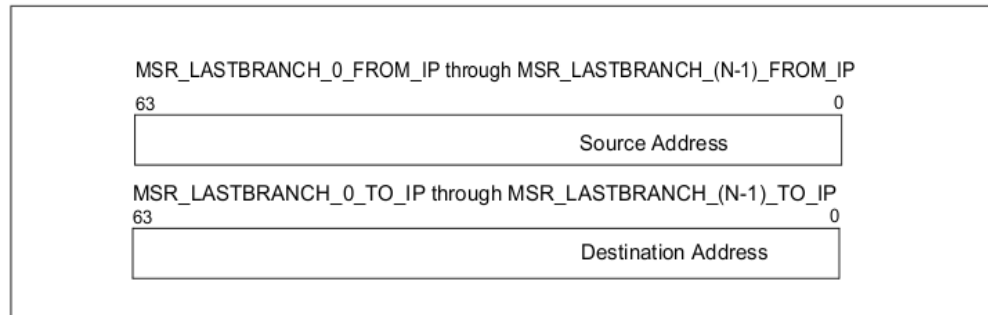 MSR_LASTBRANCH_0_FROM_IP through MSR_LASTBRANCH_(N-1)_FROM_IP
63 0
Source Address
MSR_LASTBRANCH_0_TO_IP through MSR_LASTBRANCH_(N-1)_TO_IP
63 0
Destination Address